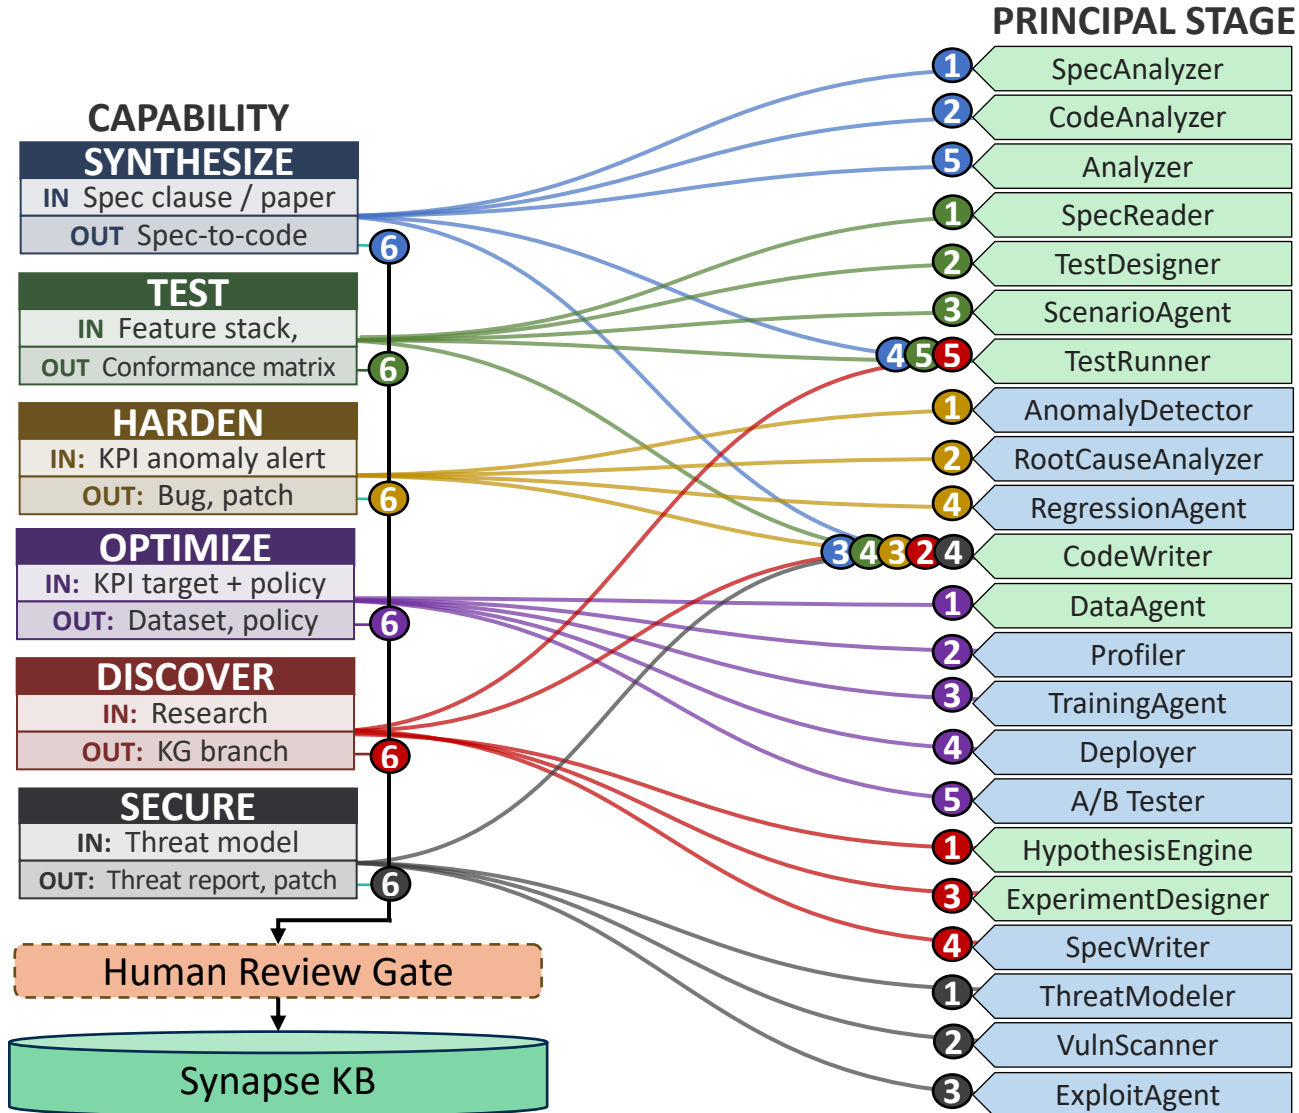 PRINCIPAL STAGE
CAPABILITY
SYNTHESIZE
IN Spec clause / paper
OUT Spec-to-code
6
TEST
IN Feature stack,
OUT Conformance matrix
6
HARDEN
IN: KPI anomaly alert
OUT: Bug, patch
6
OPTIMIZE
IN: KPI target + policy
OUT: Dataset, policy
6
DISCOVER
IN: Research
OUT: KG branch
6
SECURE
IN: Threat model
OUT: Threat report, patch
6
Human Review Gate
Synapse KB
1 SpecAnalyzer
2 CodeAnalyzer
5 Analyzer
1 SpecReader
2 TestDesigner
3 ScenarioAgent
4 5 5 TestRunner
1 AnomalyDetector
2 RootCauseAnalyzer
4 RegressionAgent
3 4 3 2 4 CodeWriter
1 DataAgent
2 Profiler
3 TrainingAgent
4 Deployer
5 A/B Tester
1 HypothesisEngine
3 ExperimentDesigner
4 SpecWriter
1 ThreatModeler
2 VulnScanner
3 ExploitAgent